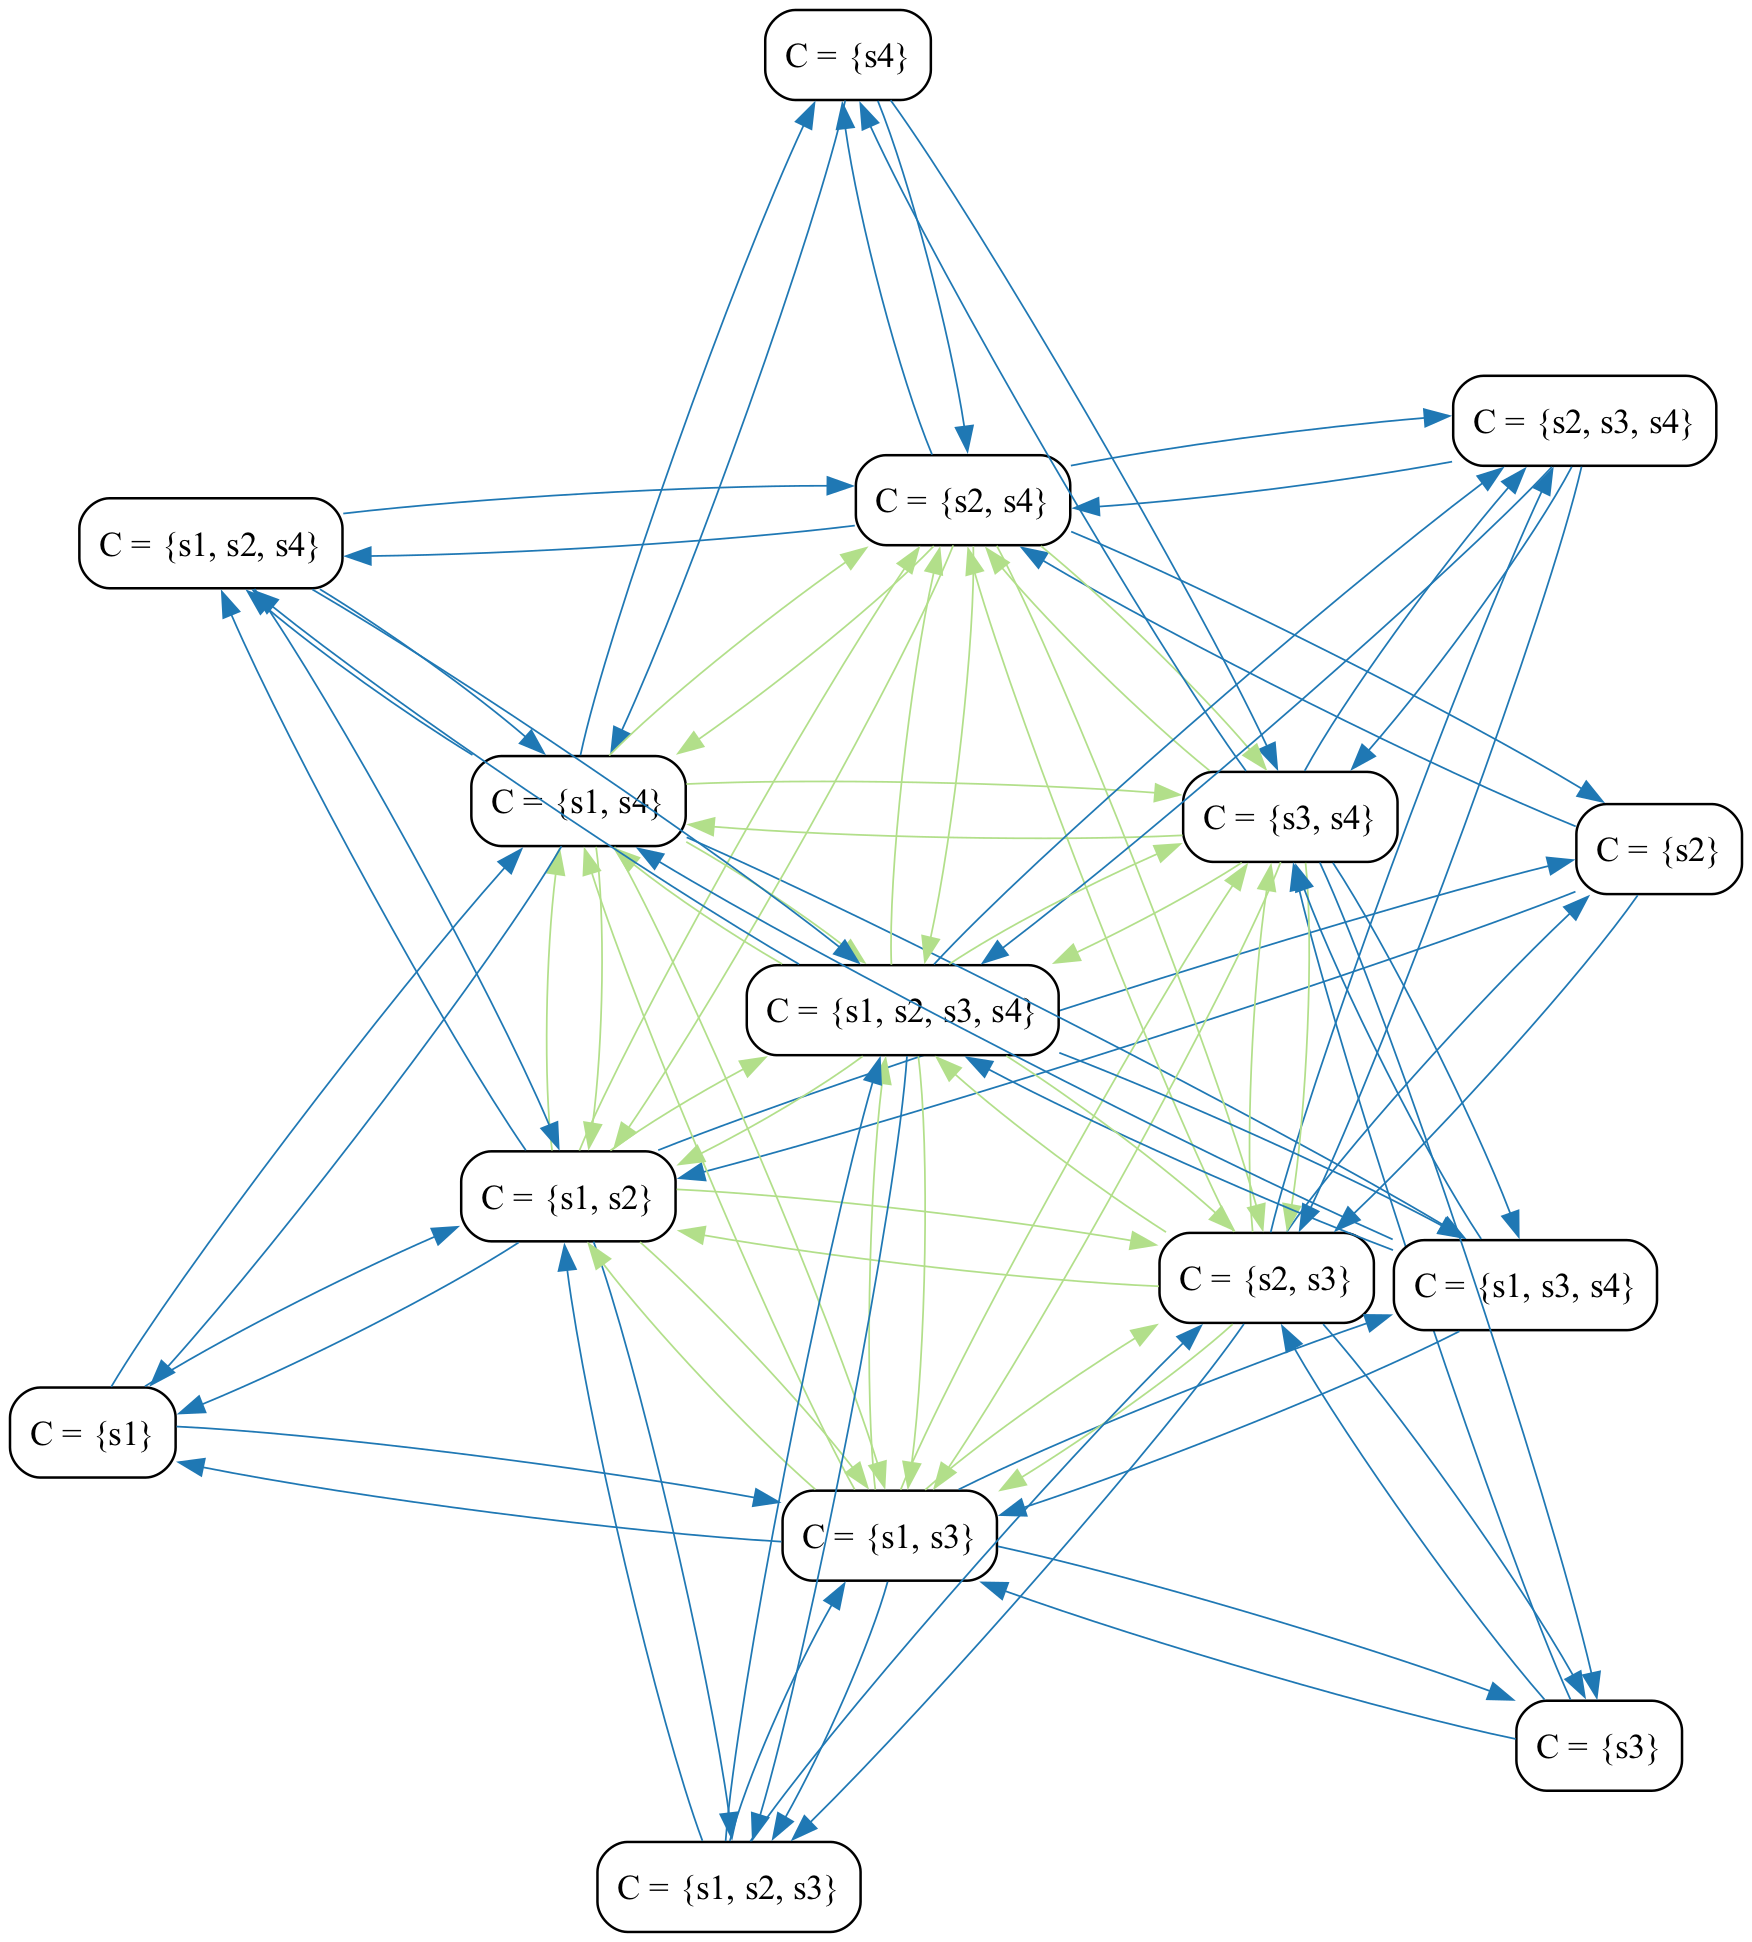 C = {s4}
C = {s2, s3, s4}
C = {s2, s4}
C = {s1, s2, s4}
C = {s1, s4}
C = {s3, s4}
C = {s2}
C = {s1, s2, s3, s4}
C = {s1, s2}
C = {s2, s3}
C = {s1, s3, s4}
C = {s1}
C = {s1, s3}
C = {s3}
C = {s1, s2, s3}